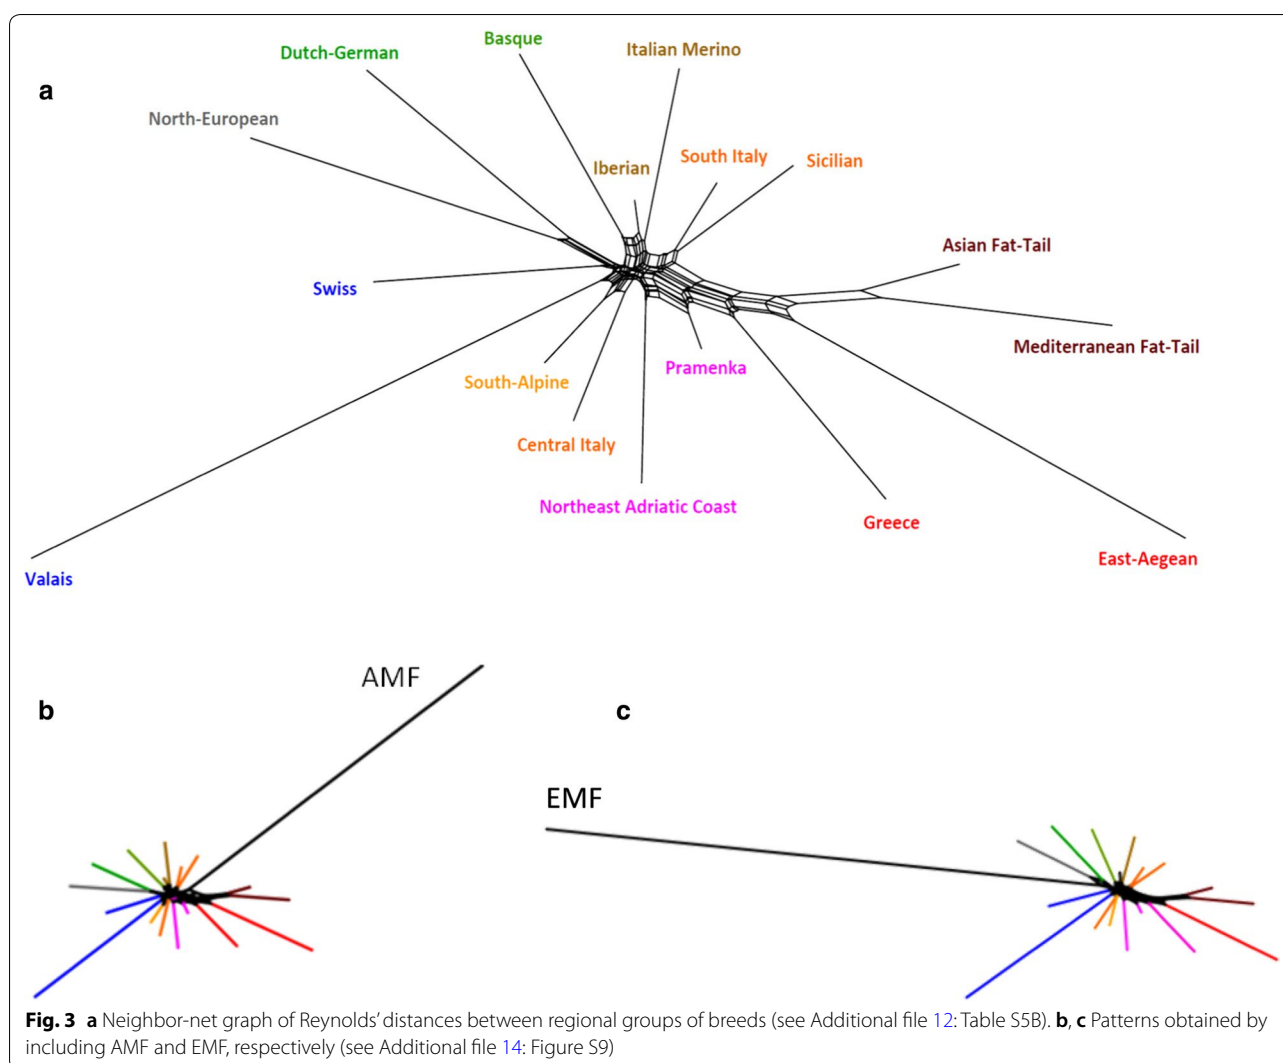 a
Dutch-German
Basque
Italian Merino
North-European
Iberian
South Italy
Sicilian
Asian Fat-Tail
Swiss
Mediterranean Fat-Tail
South-Alpine
Pramenka
Central Italy
Northeast Adriatic Coast
Greece
East-Aegean
Valais
b
AMF
c
EMF
Fig. 3 a Neighbor-net graph of Reynolds’ distances between regional groups of breeds (see Additional file 12: Table S5B). b, c Patterns obtained by
including AMF and EMF, respectively (see Additional file 14: Figure S9)